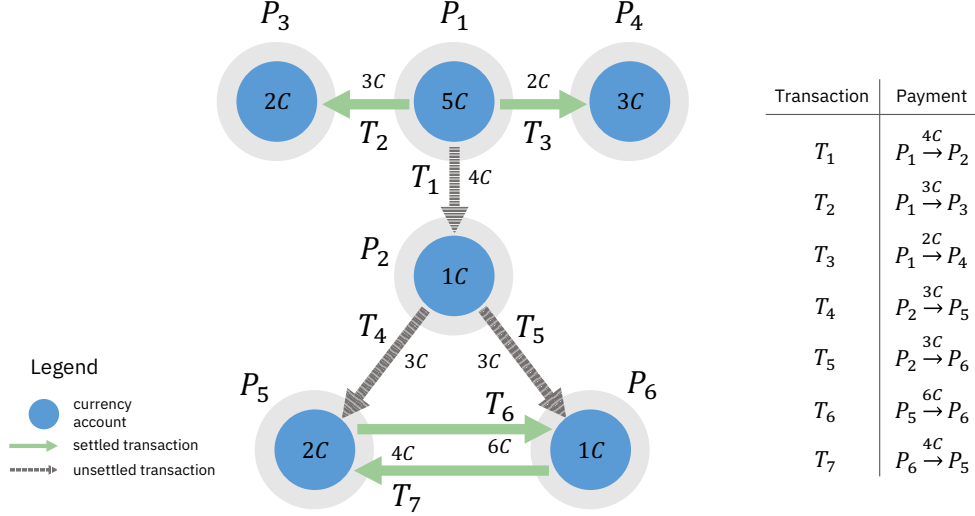 P3 P1 P4
2C 3C 5C 2C 3C
T2 T3
T1 4C
P2
1C
T4 T5
3C 3C
P5 P6
T6
2C 4C 6C 1C
T7
Legend
currency
account
settled transaction
unsettled transaction
Transaction Payment
T1 P1 4C→ P2
T2 P1 3C→ P3
T3 P1 2C→ P4
T4 P2 3C→ P5
T5 P2 3C→ P6
T6 P5 6C→ P6
T7 P6 4C→ P5